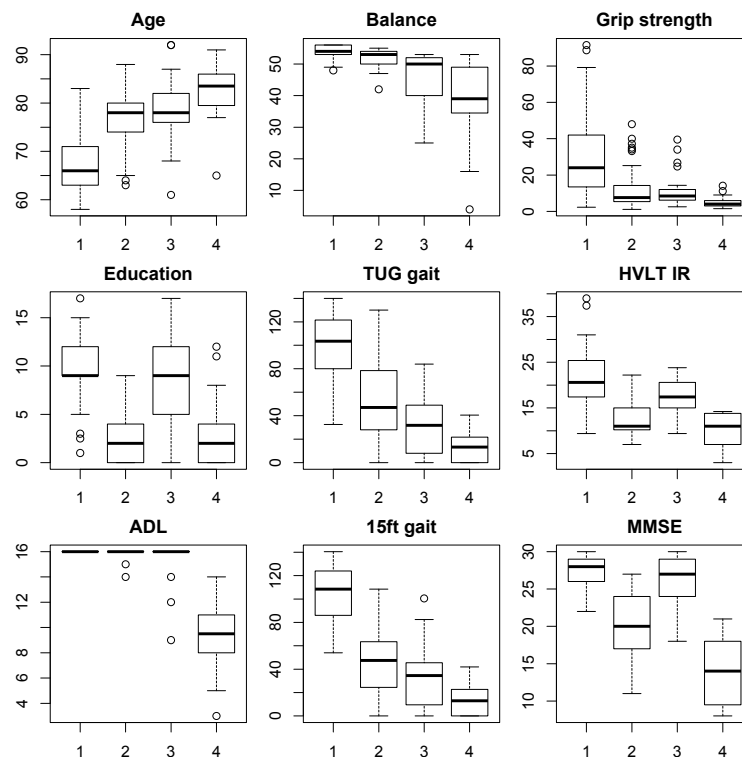 Age
60 70 80 90
1 2 3 4
Balance
10 20 30 40 50
1 2 3 4
Grip strength
0 20 40 60 80
1 2 3 4
Education
0 5 10 15
1 2 3 4
TUG gait
0 40 80 120
1 2 3 4
HVLT IR
5 15 25 35
1 2 3 4
ADL
4 6 8 10 12 16
1 2 3 4
15ft gait
0 40 80 120
1 2 3 4
MMSE
10 15 20 25 30
1 2 3 4